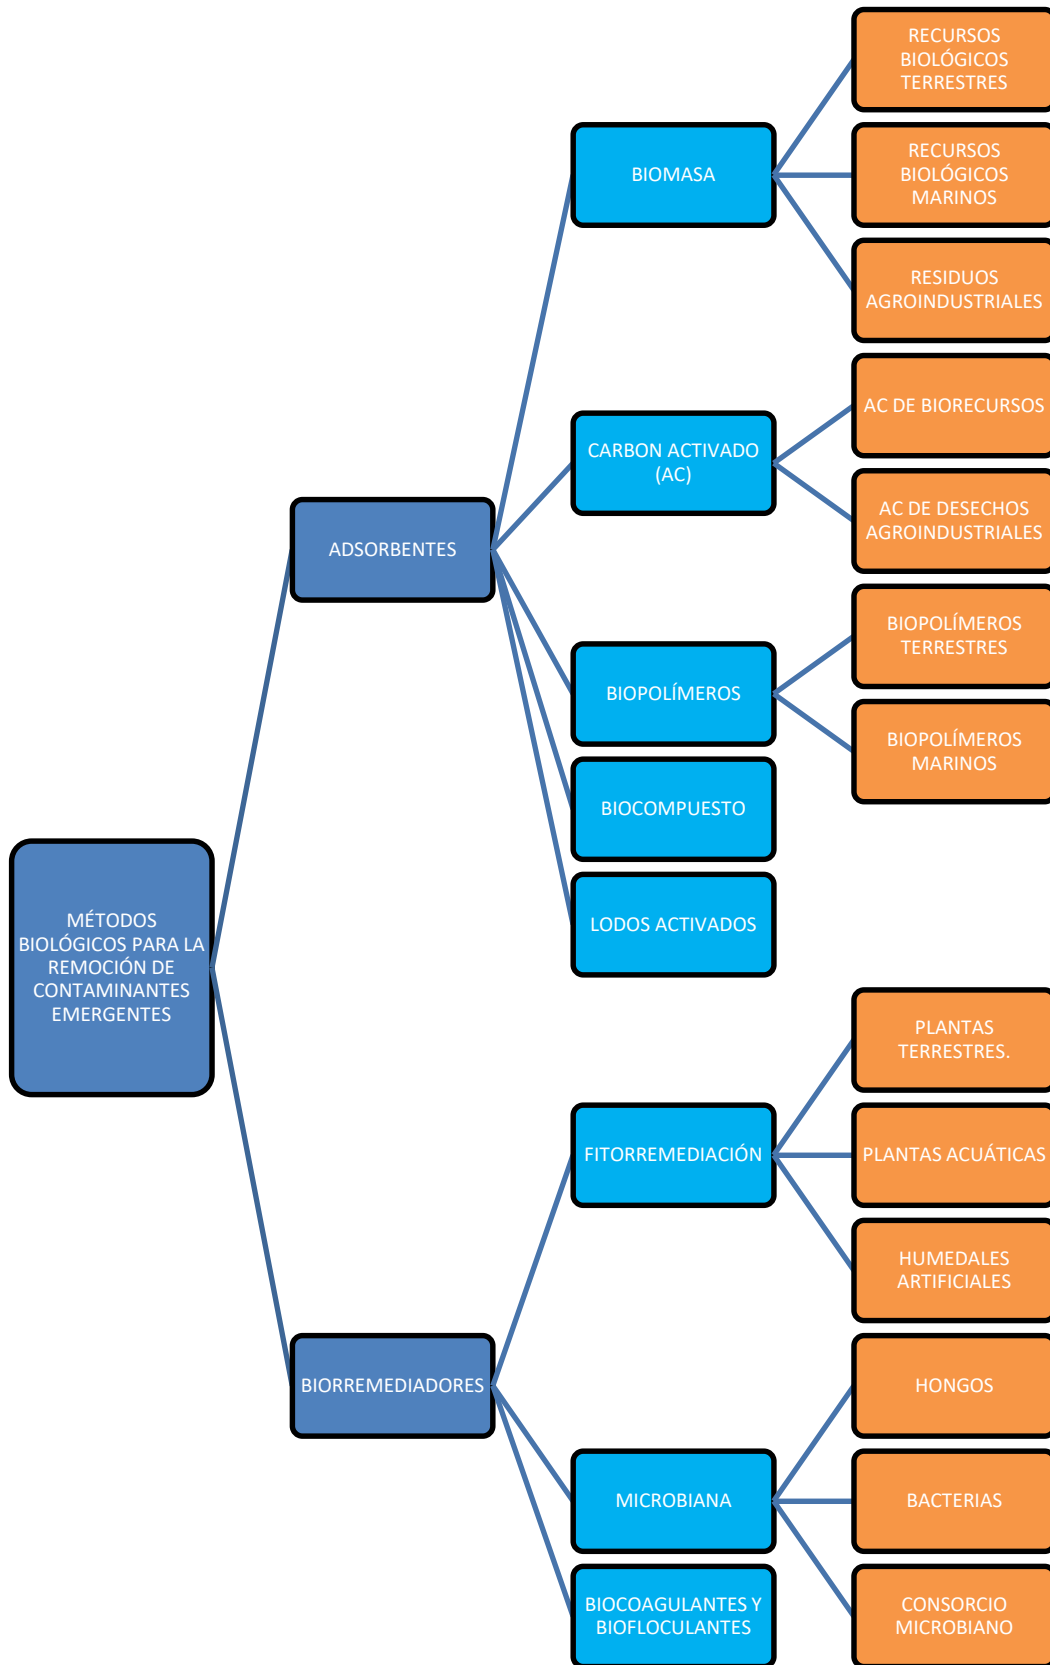 MÉTODOS
BIOLÓGICOS PARA LA
REMOCIÓN DE
CONTAMINANTES
EMERGENTES
ADSORBENTES
BIOMASA
RECURSOS
BIOLÓGICOS
TERRESTRES
RECURSOS
BIOLÓGICOS
MARINOS
RESIDUOS
AGROINDUSTRIALES
CARBON ACTIVADO
(AC)
AC DE BIORECURSOS
AC DE DESECHOS
AGROINDUSTRIALES
BIOPOLÍMEROS
BIOPOLÍMEROS
TERRESTRES
BIOPOLÍMEROS
MARINOS
BIOCOMPUESTO
LODOS ACTIVADOS
BIORREMEDIADORES
FITORREMEDIACIÓN
PLANTAS
TERRESTRES.
PLANTAS ACUÁTICAS
HUMEDALES
ARTIFICIALES
MICROBIANA
HONGOS
BACTERIAS
CONSORCIO
MICROBIANO
BIOCOAGULANTES Y
BIOFLOCULANTES